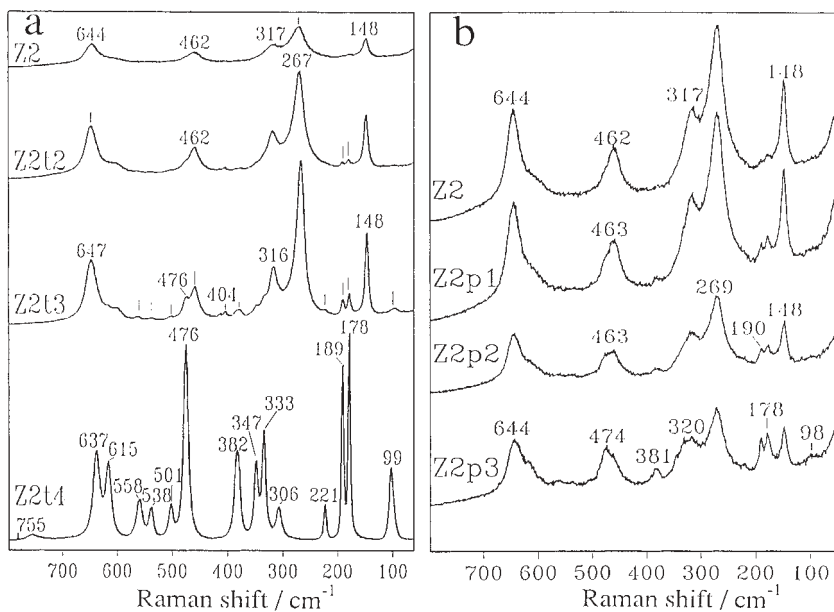 a
Z2
644
462
317
148
267
Z2t2
462
Z2t3
647
476
404
316
148
Z2t4
755
637
615
558
538
501
476
382
347
333
306
221
189
178
99
700 600 500 400 300 200 100
Raman shift / cm⁻¹
b
Z2
644
462
317
148
Z2p1
463
Z2p2
463
269
190
148
Z2p3
644
474
381
320
178
98
700 600 500 400 300 200 100
Raman shift / cm⁻¹